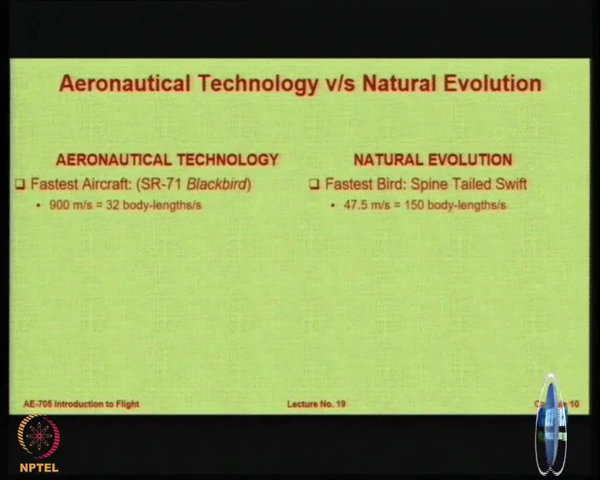 Aeronautical Technology v/s Natural Evolution
AERONAUTICAL TECHNOLOGY
Fastest Aircraft: (SR-71 Blackbird)
• 900 m/s = 32 body-lengths/s
NATURAL EVOLUTION
Fastest Bird: Spine Tailed Swift
• 47.5 m/s = 150 body-lengths/s
AE-705 Introduction to Flight
Lecture No. 19
10
NPTEL